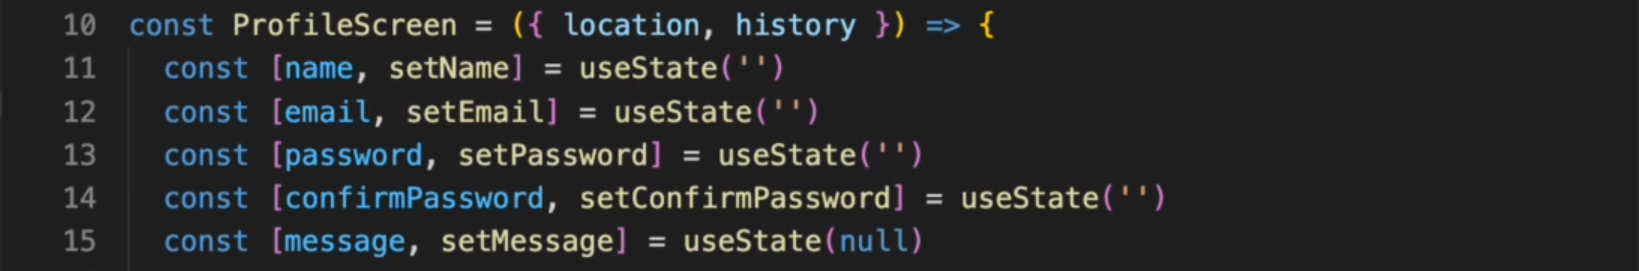 10 const ProfileScreen = ({ location, history }) => {
11 const [name, setName] = useState('')
12 const [email, setEmail] = useState('')
13 const [password, setPassword] = useState('')
14 const [confirmPassword, setConfirmPassword] = useState('')
15 const [message, setMessage] = useState(null)